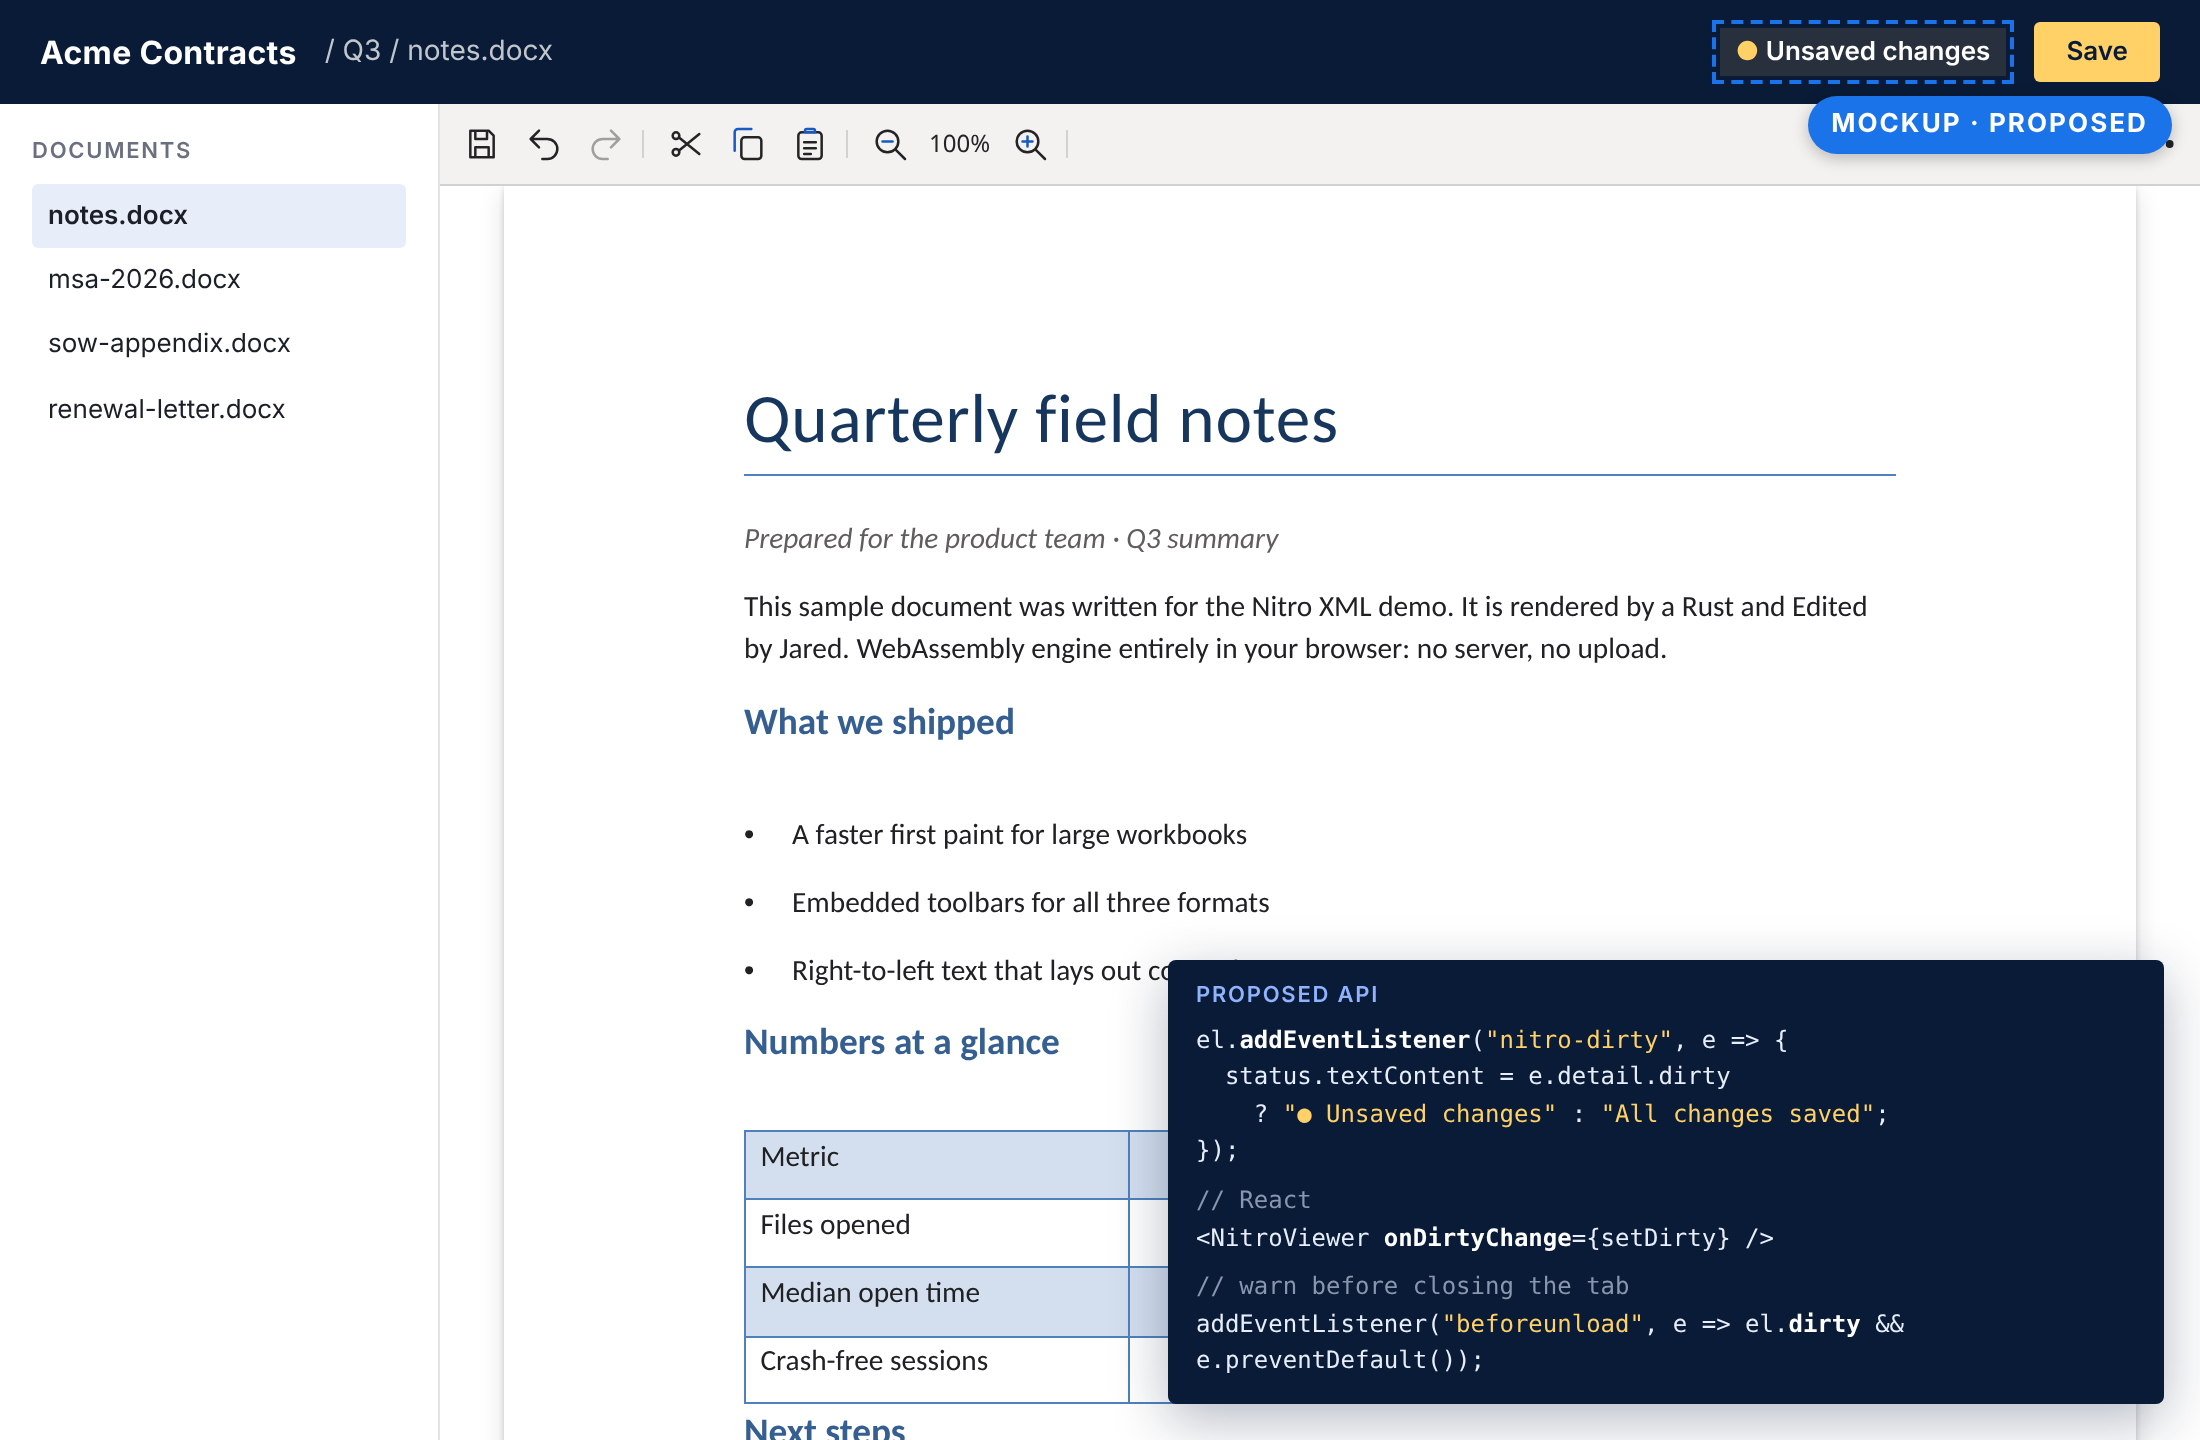 Acme Contracts / Q3 / notes.docx
● Unsaved changes
Save
MOCKUP · PROPOSED
DOCUMENTS
notes.docx
msa-2026.docx
sow-appendix.docx
renewal-letter.docx
100%
Quarterly field notes
Prepared for the product team · Q3 summary
This sample document was written for the Nitro XML demo. It is rendered by a Rust and Edited
by Jared. WebAssembly engine entirely in your browser: no server, no upload.
What we shipped
• A faster first paint for large workbooks
• Embedded toolbars for all three formats
• Right-to-left text that lays out
Numbers at a glance
Metric
Files opened
Median open time
Crash-free sessions
Next steps
PROPOSED API
el.addEventListener("nitro-dirty", e => {
  status.textContent = e.detail.dirty
    ? "● Unsaved changes" : "All changes saved";
});
// React
<NitroViewer onDirtyChange={setDirty} />
// warn before closing the tab
addEventListener("beforeunload", e => el.dirty &&
e.preventDefault());